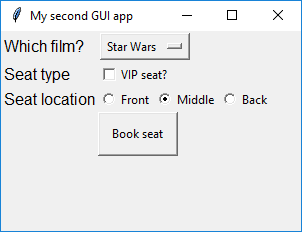 My second GUI app
Which film? Star Wars
Seat type VIP seat?
Seat location Front Middle Back
Book seat